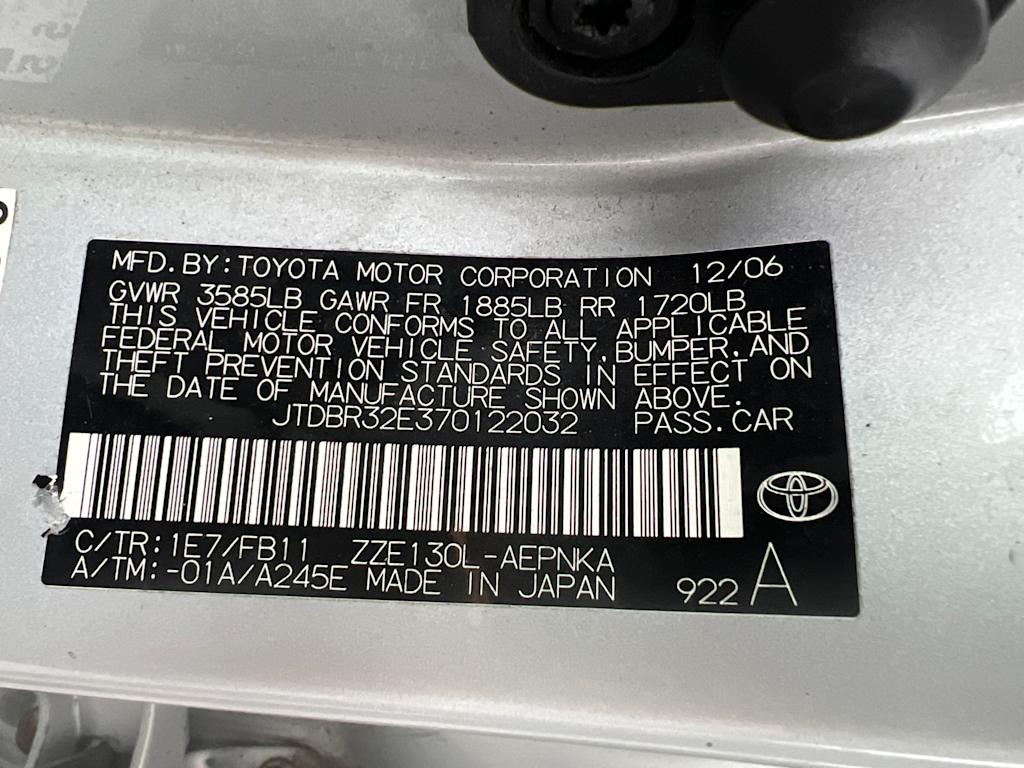 MFD.BY:TOYOTA MOTOR CORPORATION 12/06
GVWR 3585LB GAWR FR 1885LB RR 1720LB
THIS VEHICLE CONFORMS TO ALL APPLICABLE
FEDERAL MOTOR VEHICLE SAFETY,BUMPER,AND
THEFT PREVENTION STANDARDS IN EFFECT ON
THE DATE OF MANUFACTURE SHOWN ABOVE.
JTDBR32E370122032 PASS.CAR
C/TR:1E7/FB11 ZZE130L-AEPNKA
A/TM:-01A/A245E MADE IN JAPAN 922 A